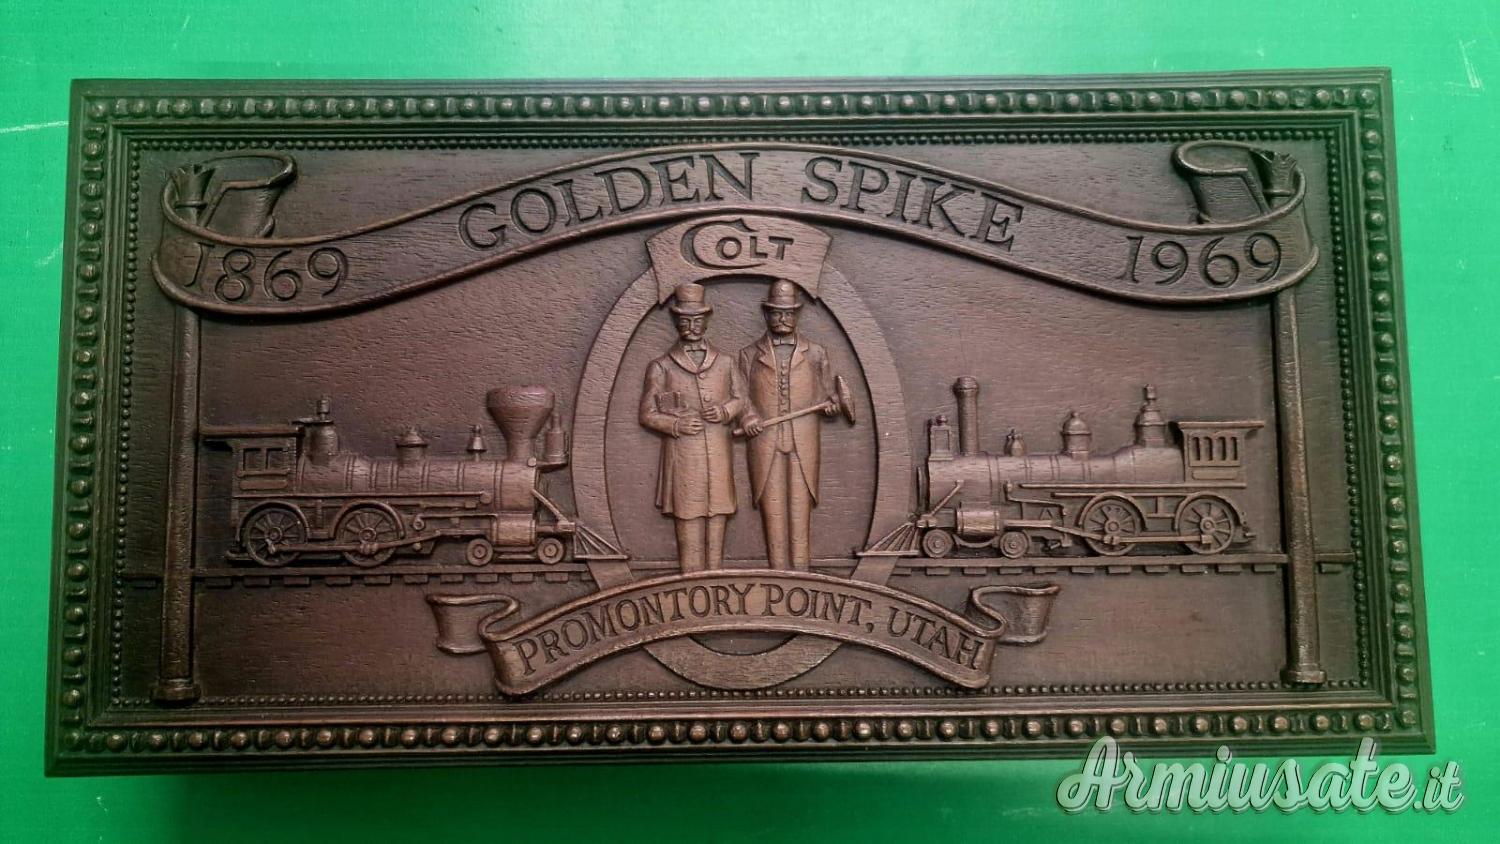 GOLDEN SPIKE
1869
1969
COLT
PROMONTORY POINT, UTAH
Armiusate.it